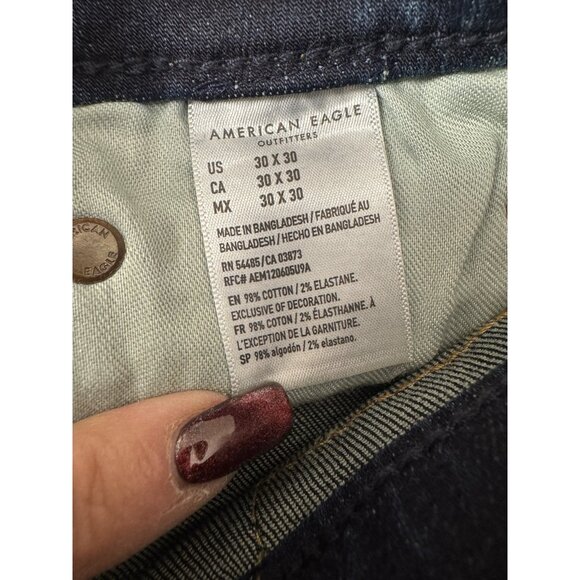 AMERICAN EAGLE
OUTFITTERS
US 30 X 30
CA 30 X 30
MX 30 X 30
MADE IN BANGLADESH / FABRIQUÉ AU
BANGLADESH / HECHO EN BANGLADESH
RN 54485/CA 03873
RFC# AEM120605U9A
EN 98% COTTON / 2% ELASTANE.
EXCLUSIVE OF DECORATION.
FR 98% COTON / 2% ÉLASTHANNE. À
L'EXCEPTION DE LA GARNITURE.
SP 98% algodón / 2% elastano.
RICAN
EAGLE